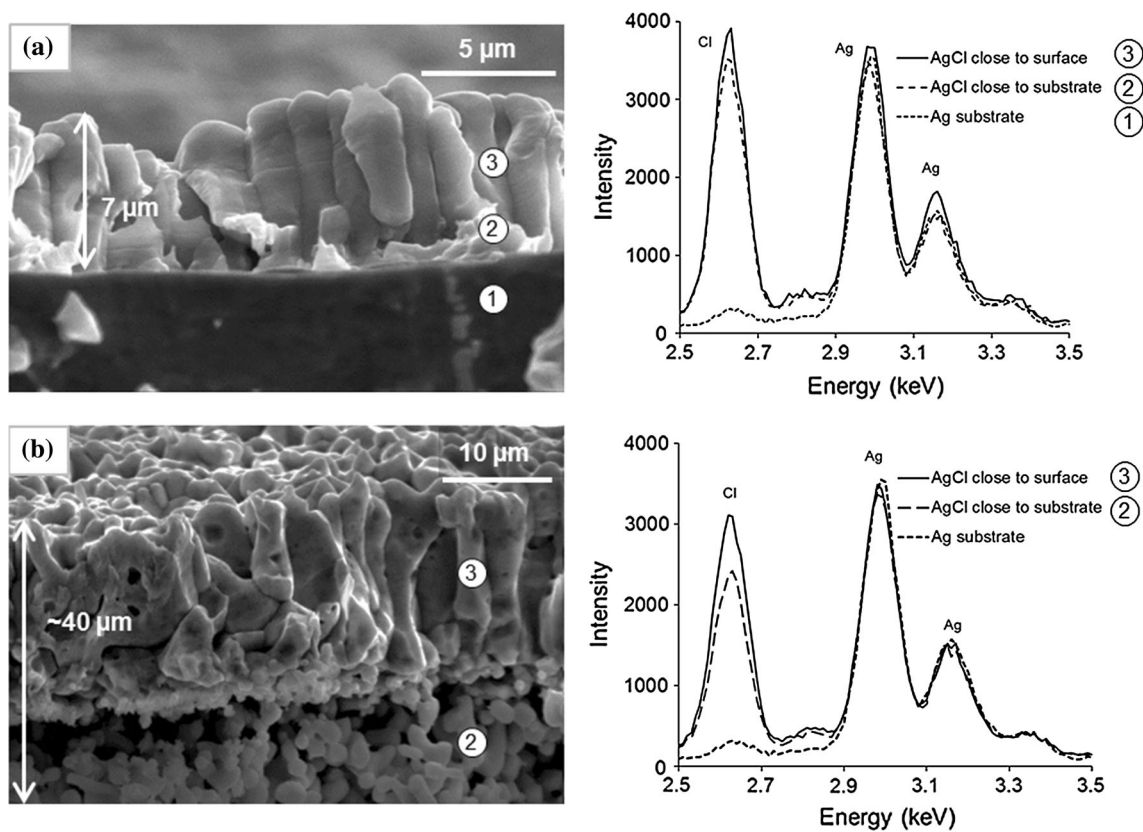 (a)
5 µm
7 µm
3
2
1
Cl
Ag
Ag
AgCl close to surface 3
AgCl close to substrate 2
Ag substrate 1
Intensity
4000
3000
2000
1000
0
2.5 2.7 2.9 3.1 3.3 3.5
Energy (keV)
(b)
10 µm
~40 µm
3
2
Cl
Ag
Ag
AgCl close to surface 3
AgCl close to substrate 2
Ag substrate
Intensity
4000
3000
2000
1000
0
2.5 2.7 2.9 3.1 3.3 3.5
Energy (keV)